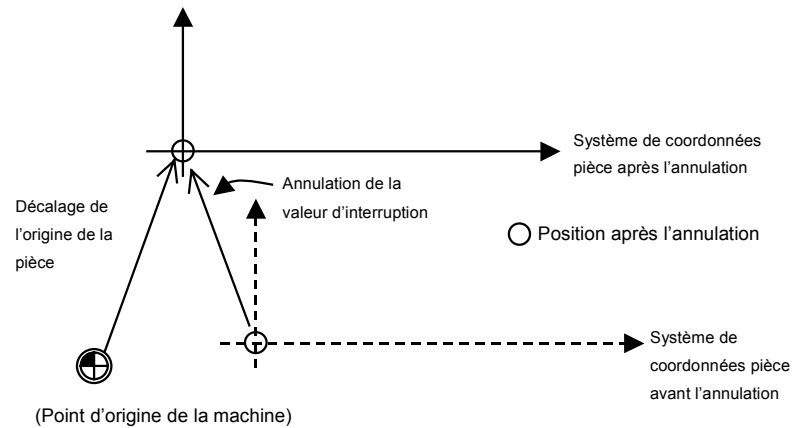 Système de coordonnées
pièce après l’annulation
Annulation de la
valeur d’interruption
Décalage de
l’origine de la
pièce
Position après l’annulation
Système de
coordonnées pièce
avant l’annulation
(Point d’origine de la machine)